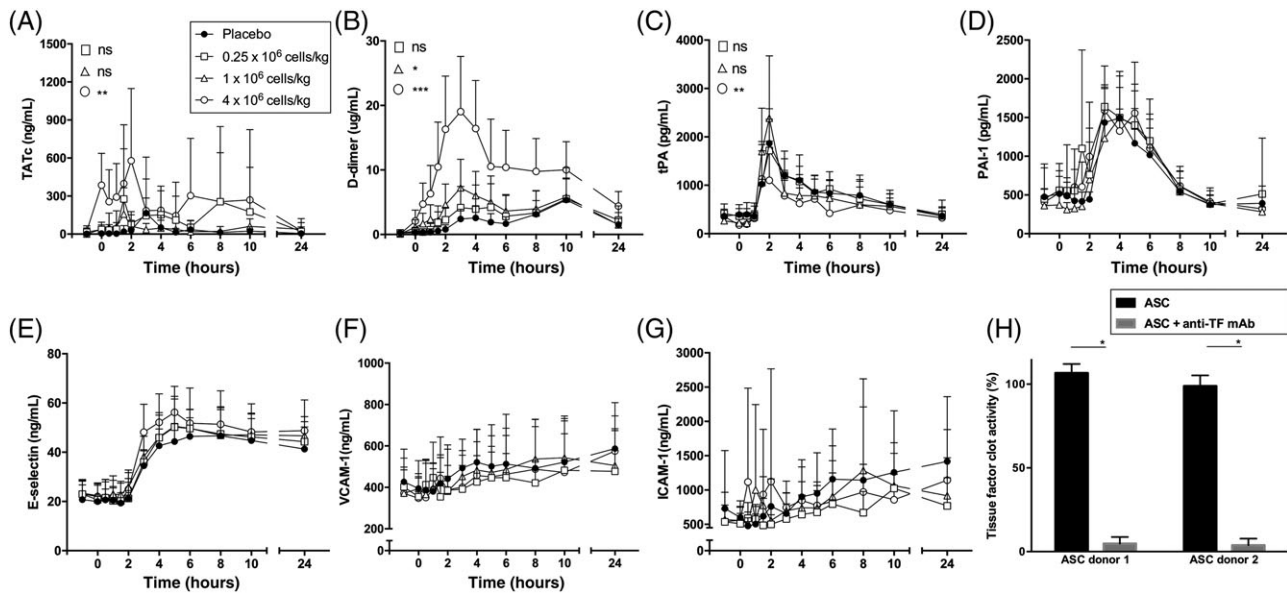 (A)
TATc (ng/mL)
1500
1200
900
600
300
0
ns
ns
**
Placebo
0.25 x 10⁶ cells/kg
1 x 10⁶ cells/kg
4 x 10⁶ cells/kg
0 2 4 6 8 10 24
Time (hours)
(B)
D-dimer (ug/mL)
30
20
10
0
ns
*
***
0 2 4 6 8 10 24
Time (hours)
(C)
tPA (pg/mL)
4000
3000
2000
1000
0
ns
ns
**
0 2 4 6 8 10 24
Time (hours)
(D)
PAI-1 (pg/mL)
2500
2000
1500
1000
500
0
0 2 4 6 8 10 24
Time (hours)
(E)
E-selectin (ng/mL)
80
60
40
20
0
0 2 4 6 8 10 24
Time (hours)
(F)
VCAM-1(ng/mL)
1000
800
600
400
200
0
0 2 4 6 8 10 24
Time (hours)
(G)
ICAM-1(ng/mL)
3000
2500
2000
1500
1000
500
0
0 2 4 6 8 10 24
Time (hours)
ASC
ASC + anti-TF mAb
(H)
Tissue factor clot activity (%)
100
50
0
*
*
ASC donor 1 ASC donor 2